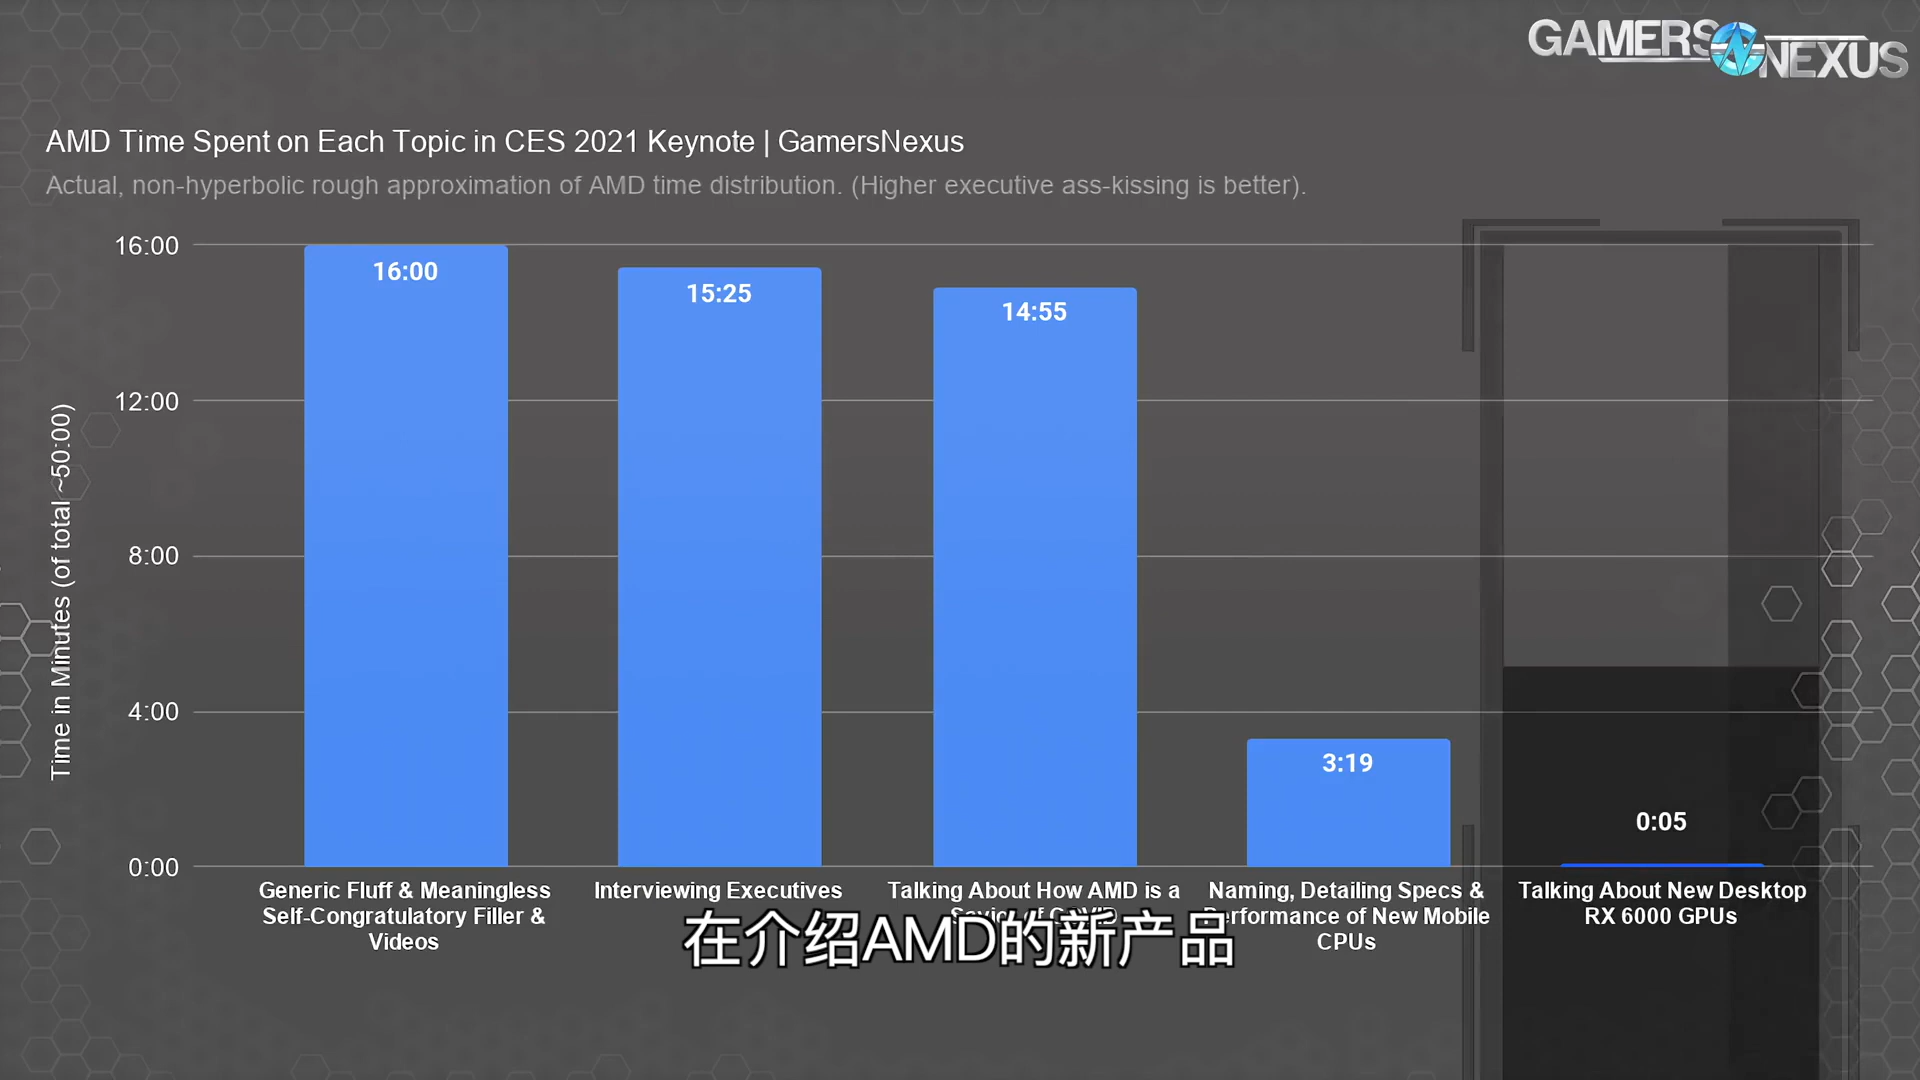 GAMERS NEXUS
AMD Time Spent on Each Topic in CES 2021 Keynote | GamersNexus
Actual, non-hyperbolic rough approximation of AMD time distribution. (Higher executive ass-kissing is better).
Time in Minutes (of total ~50:00)
16:00
12:00
8:00
4:00
0:00
16:00
15:25
14:55
3:19
0:05
Generic Fluff & Meaningless
Self-Congratulatory Filler &
Videos
Interviewing Executives
Talking About How AMD is a
Savior of COVID
Naming, Detailing Specs &
Performance of New Mobile
CPUs
Talking About New Desktop
RX 6000 GPUs
在介绍AMD的新产品